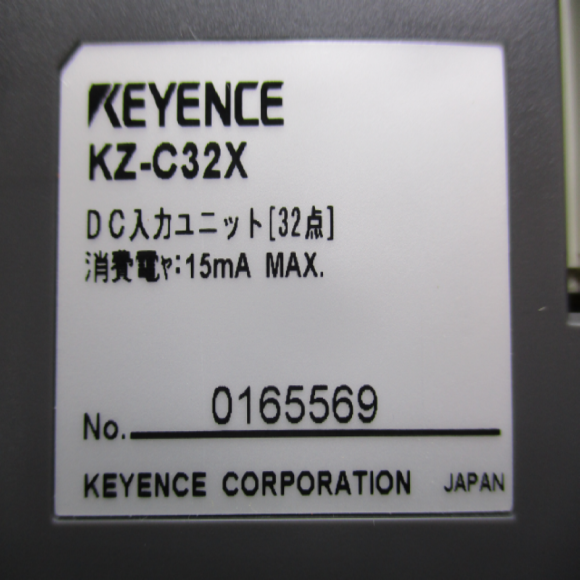 KEYENCE
KZ-C32X
DC入力ユニット[32点]
消費電ャ:15mA MAX.
No. 0165569
KEYENCE CORPORATION JAPAN